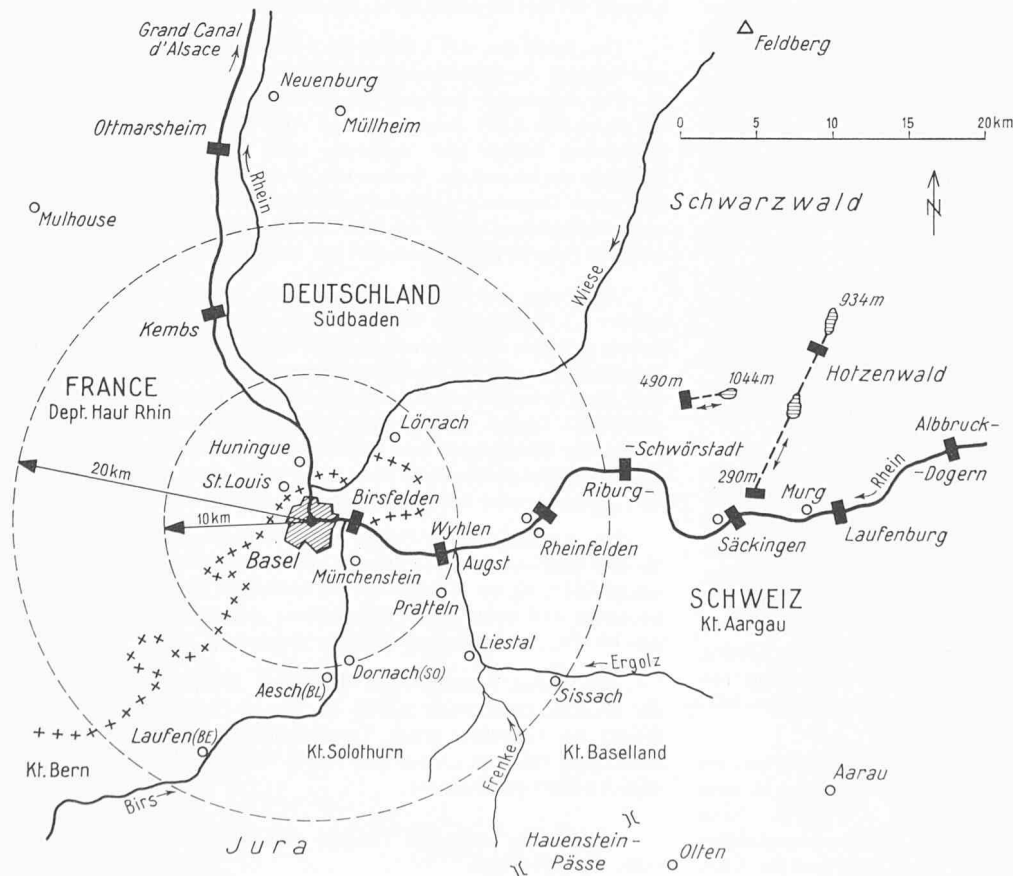 Grand Canal
d'Alsace
Feldberg
Neuenburg
Müllheim
Ottmarsheim
0 5 10 15 20 km
Rhein
Mulhouse
Schwarzwald
N
Wiese
DEUTSCHLAND
Südbaden
934m
Kembs
Hotzenwald
FRANCE
Dept. Haut Rhin
490m
1044m
Lörrach
Albbruck-
-Dogern
Huningue
-Schwörstadt
Riburg-
20km
St. Louis
Birsfelden
290m
Murg
Rhein
10km
Wyhlen
Rheinfelden
Säckingen
Laufenburg
Basel
Augst
Münchenstein
Pratteln
SCHWEIZ
Kt. Aargau
Liestal
Dornach (SO)
Ergolz
Aesch (BL)
Sissach
Laufen (BE)
Kt. Solothurn
Kt. Baselland
Kt. Bern
Frenke
Aarau
Birs
Jura
Hauenstein-
Pässe
Olten